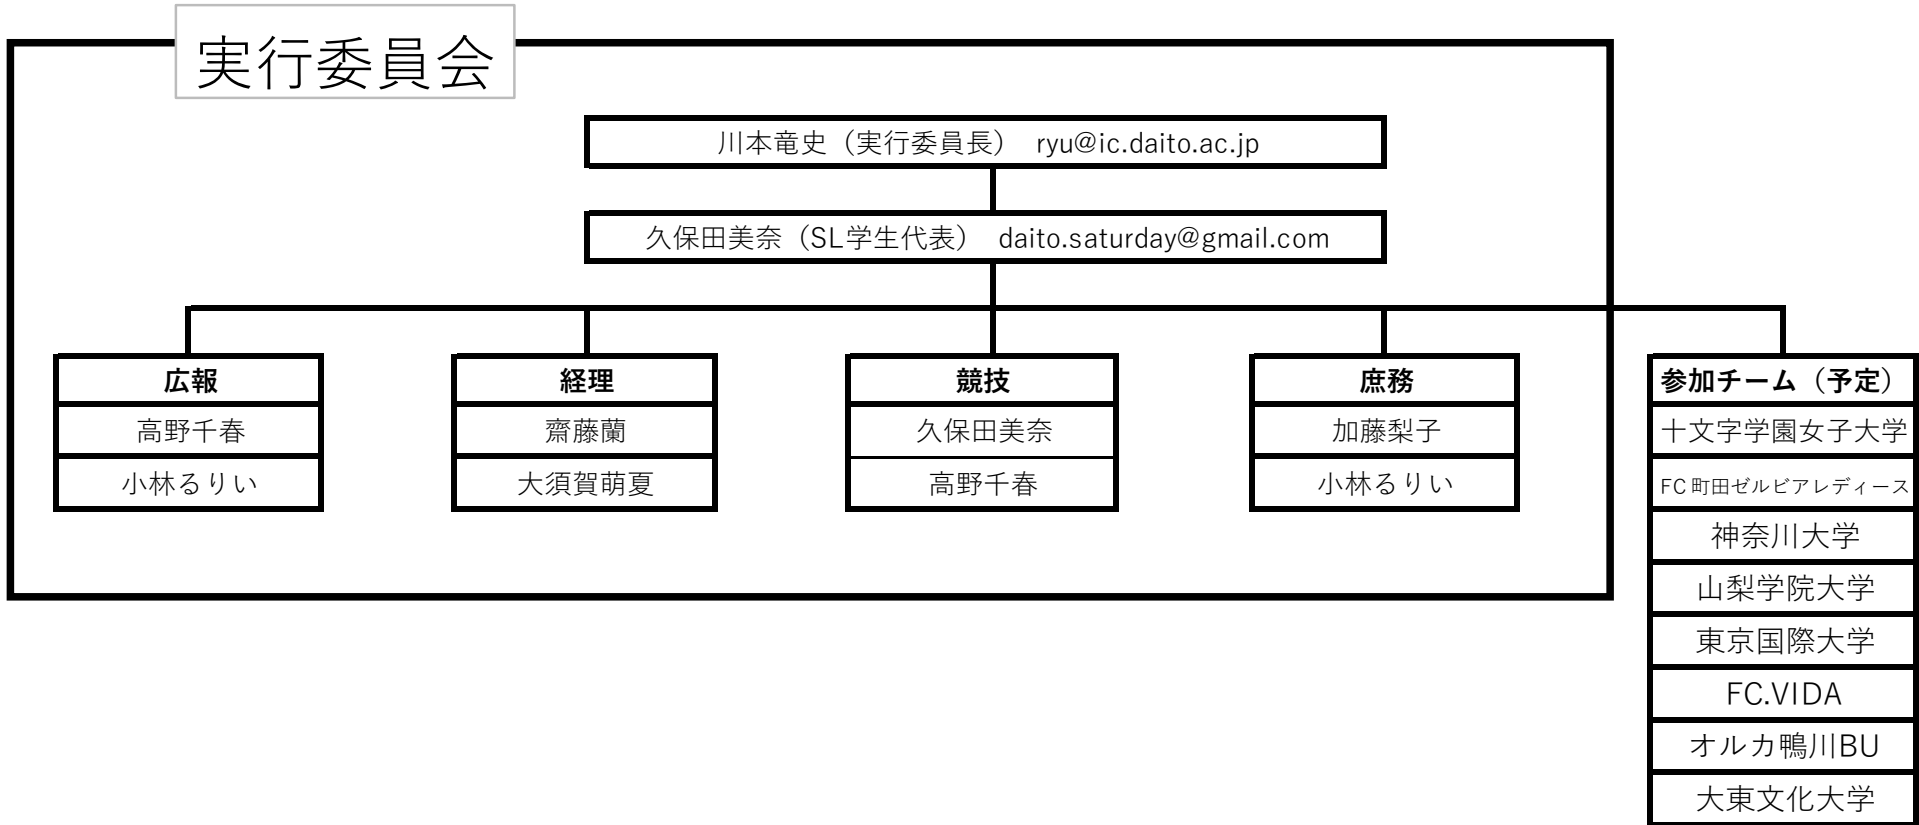 実行委員会
川本竜史（実行委員長） ryu@ic.daito.ac.jp
久保田美奈（SL学生代表） daito.saturday@gmail.com
広報
高野千春
小林るりい
経理
齋藤蘭
大須賀萌夏
競技
久保田美奈
高野千春
庶務
加藤梨子
小林るりい
参加チーム（予定）
十文字学園女子大学
FC町田ゼルビアレディース
神奈川大学
山梨学院大学
東京国際大学
FC.VIDA
オルカ鴨川BU
大東文化大学